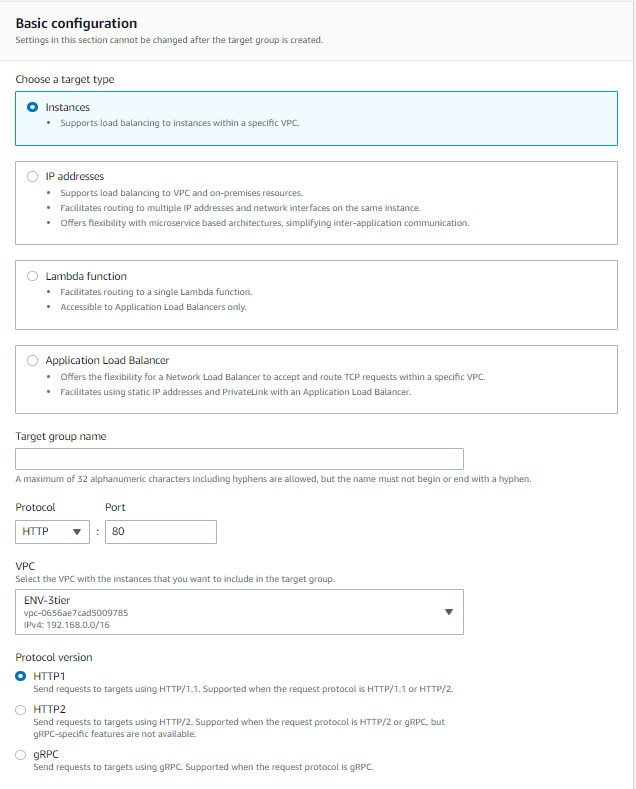 Basic configuration
Settings in this section cannot be changed after the target group is created.
Choose a target type
Instances
• Supports load balancing to instances within a specific VPC.
IP addresses
• Supports load balancing to VPC and on-premises resources.
• Facilitates routing to multiple IP addresses and network interfaces on the same instance.
• Offers flexibility with microservice based architectures, simplifying inter-application communication.
Lambda function
• Facilitates routing to a single Lambda function.
• Accessible to Application Load Balancers only.
Application Load Balancer
• Offers the flexibility for a Network Load Balancer to accept and route TCP requests within a specific VPC.
• Facilitates using static IP addresses and PrivateLink with an Application Load Balancer.
Target group name
A maximum of 32 alphanumeric characters including hyphens are allowed, but the name must not begin or end with a hyphen.
Protocol Port
HTTP : 80
VPC
Select the VPC with the instances that you want to include in the target group.
ENV-3tier
vpc-0656ae7cad5009785
IPv4: 192.168.0.0/16
Protocol version
HTTP1
Send requests to targets using HTTP/1.1. Supported when the request protocol is HTTP/1.1 or HTTP/2.
HTTP2
Send requests to targets using HTTP/2. Supported when the request protocol is HTTP/2 or gRPC, but
gRPC-specific features are not available.
gRPC
Send requests to targets using gRPC. Supported when the request protocol is gRPC.